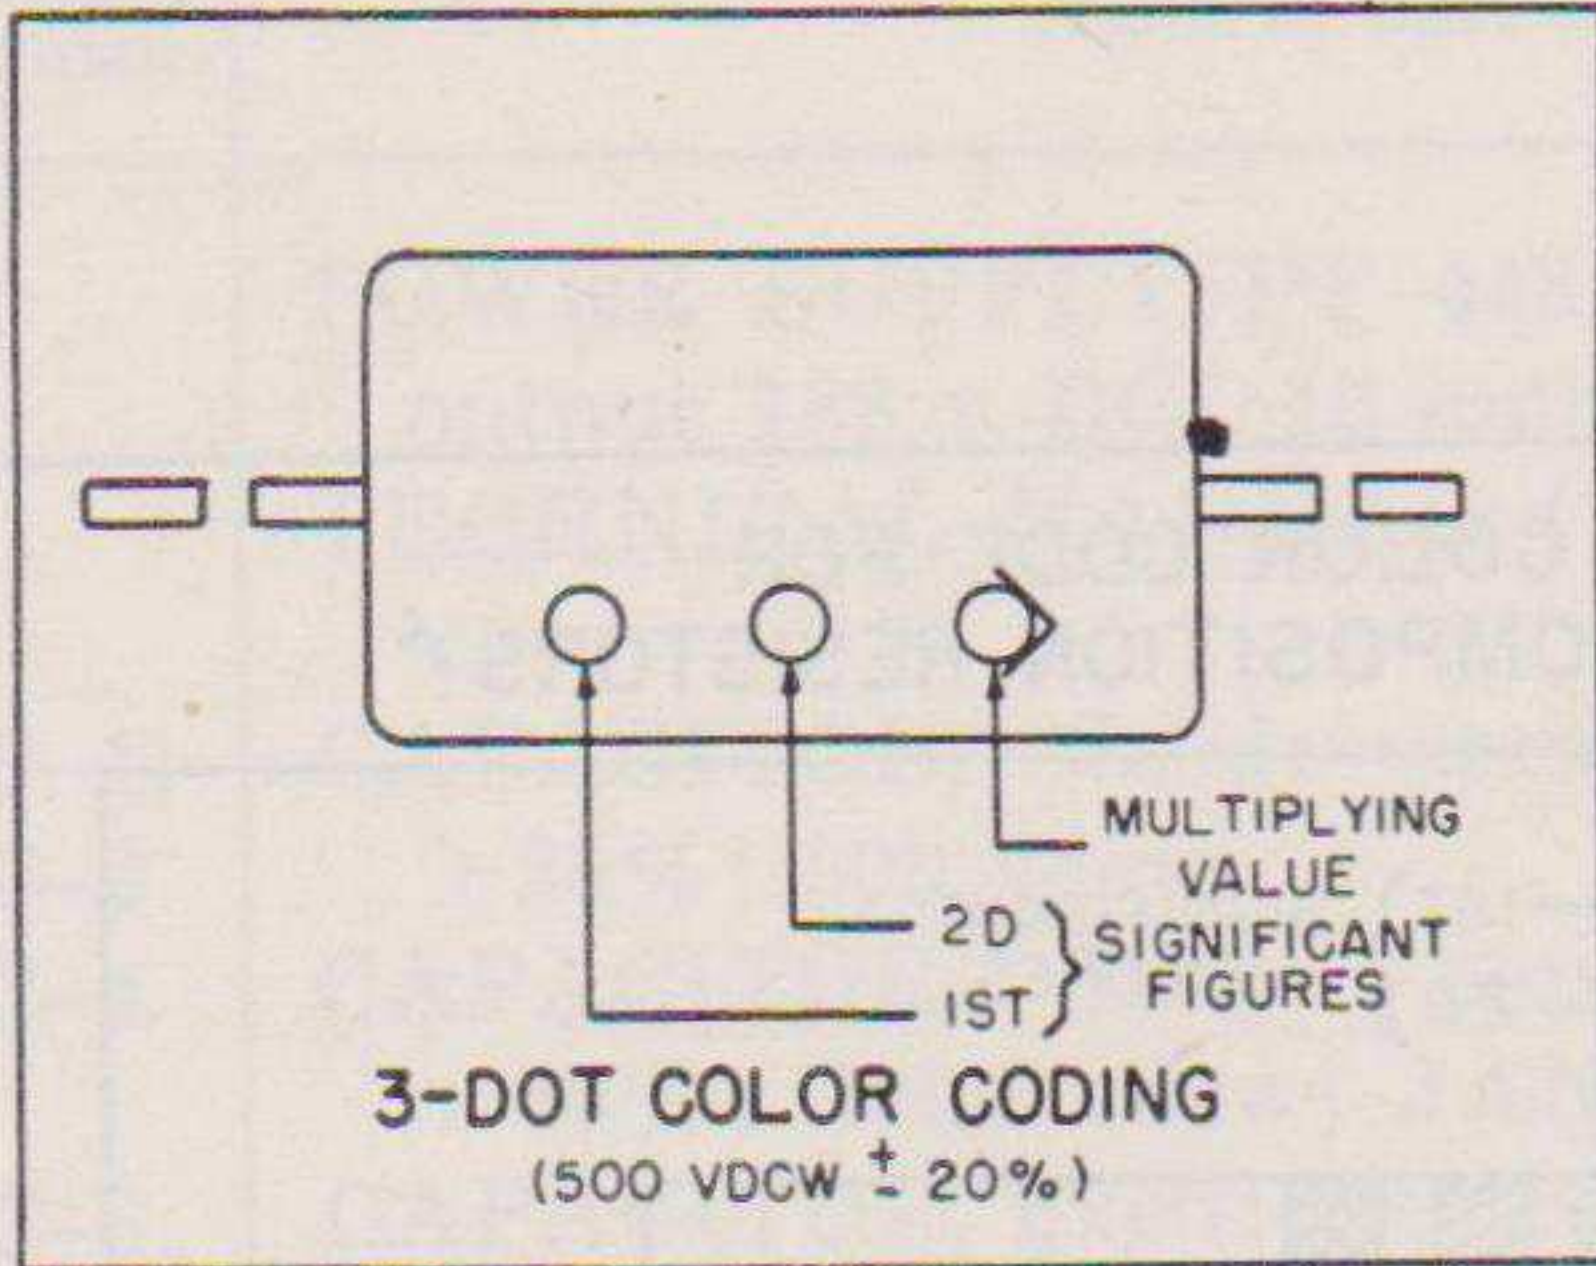 MULTIPLYING
VALUE
2D
SIGNIFICANT
FIGURES
1ST
3-DOT COLOR CODING
(500 VDCW ± 20%)